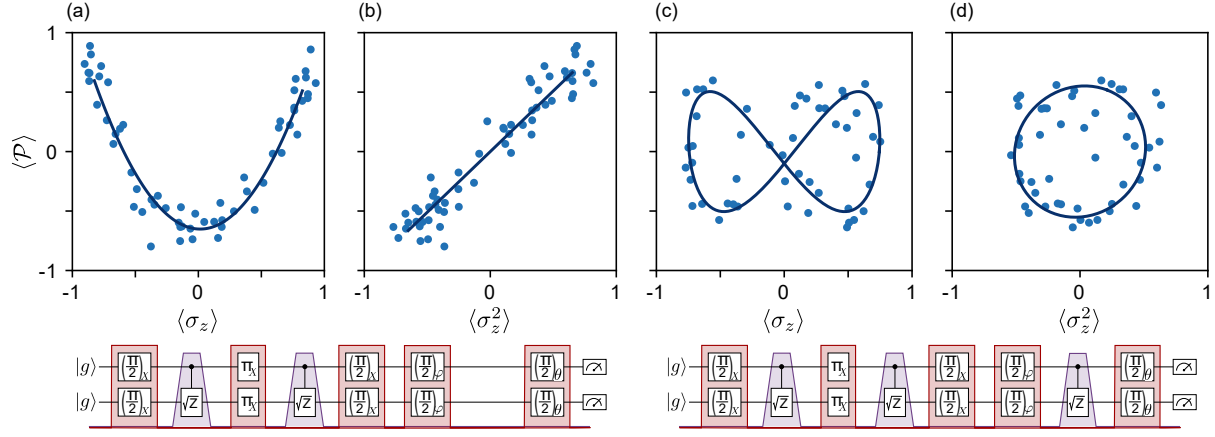 (a) (b) (c) (d)
1
0
-1
⟨𝒫⟩
-1 0 1 -1 0 1 -1 0 1 -1 0 1
⟨σz⟩ ⟨σz²⟩ ⟨σz⟩ ⟨σz²⟩
|g⟩ (π/2)X (π/2)X πX (π/2)X (π/2)φ (π/2)θ |g⟩ (π/2)X πX (π/2)X (π/2)φ (π/2)θ
|g⟩ (π/2)X √Z πX √Z (π/2)X (π/2)φ (π/2)θ |g⟩ (π/2)X √Z πX √Z (π/2)X (π/2)φ √Z (π/2)θ